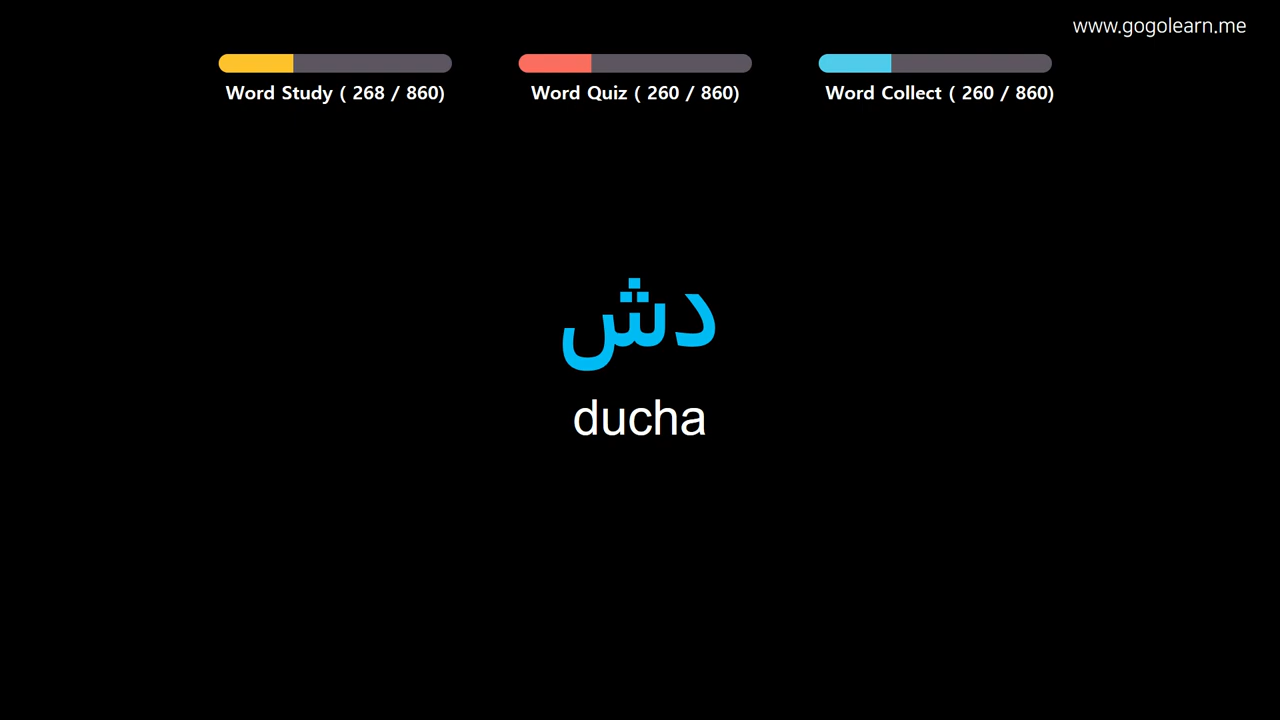 www.gogolearn.me
Word Study ( 268 / 860)
Word Quiz ( 260 / 860)
Word Collect ( 260 / 860)
دش
ducha